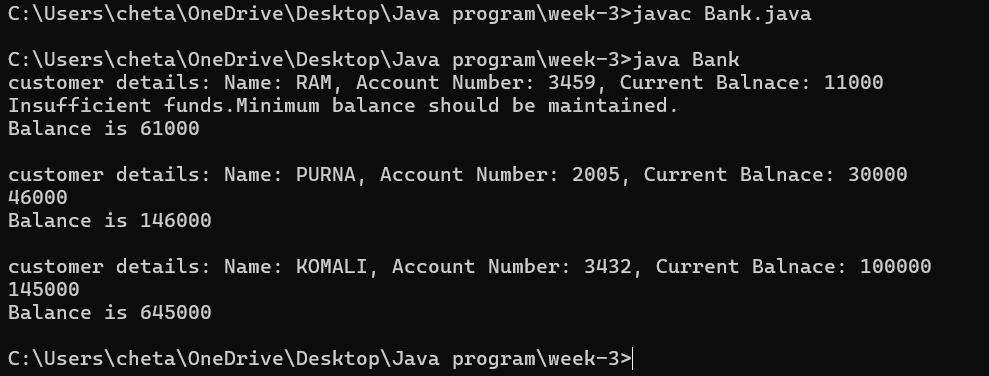 C:\Users\cheta\OneDrive\Desktop\Java program\week-3>javac Bank.java
C:\Users\cheta\OneDrive\Desktop\Java program\week-3>java Bank
customer details: Name: RAM, Account Number: 3459, Current Balnace: 11000
Insufficient funds.Minimum balance should be maintained.
Balance is 61000
customer details: Name: PURNA, Account Number: 2005, Current Balnace: 30000
46000
Balance is 146000
customer details: Name: KOMALI, Account Number: 3432, Current Balnace: 100000
145000
Balance is 645000
C:\Users\cheta\OneDrive\Desktop\Java program\week-3>